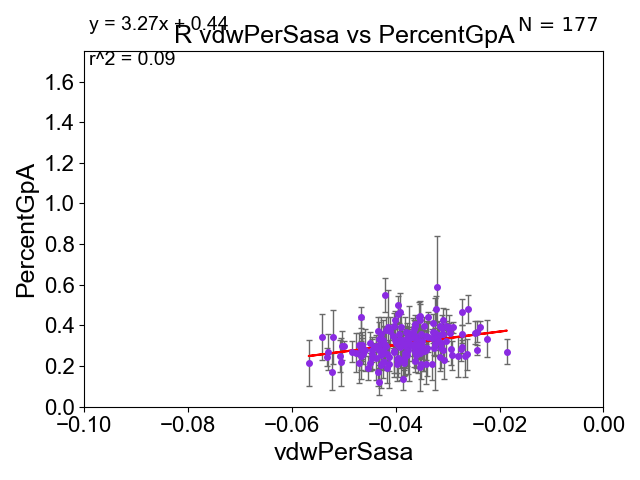 y = 3.27x + 0.44
R vdwPerSasa vs PercentGpA
N = 177
r^2 = 0.09
PercentGpA
1.6
1.4
1.2
1.0
0.8
0.6
0.4
0.2
0.0
−0.10
−0.08
−0.06
−0.04
−0.02
0.00
vdwPerSasa